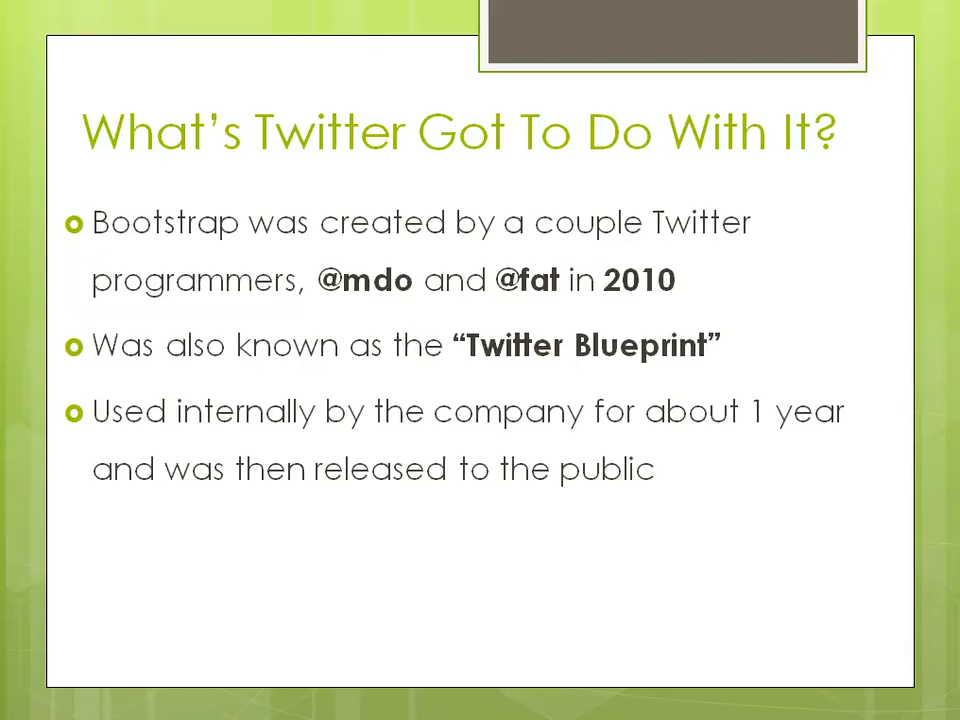 What’s Twitter Got To Do With It?
Bootstrap was created by a couple Twitter
programmers, @mdo and @fat in 2010
Was also known as the “Twitter Blueprint”
Used internally by the company for about 1 year
and was then released to the public